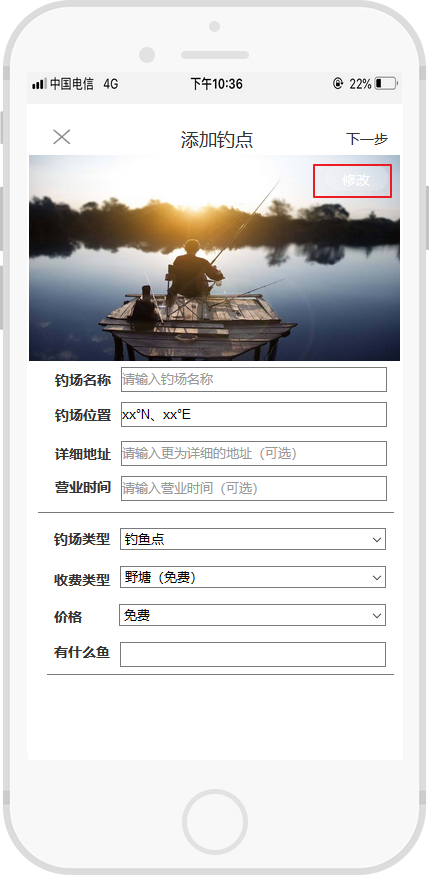 中国电信 4G 下午10:36 22%
添加钓点 下一步
修改
钓场名称 请输入钓场名称
钓场位置 xx°N、xx°E
详细地址 请输入更为详细的地址（可选）
营业时间 请输入营业时间（可选）
钓场类型 钓鱼点
收费类型 野塘（免费）
价格 免费
有什么鱼